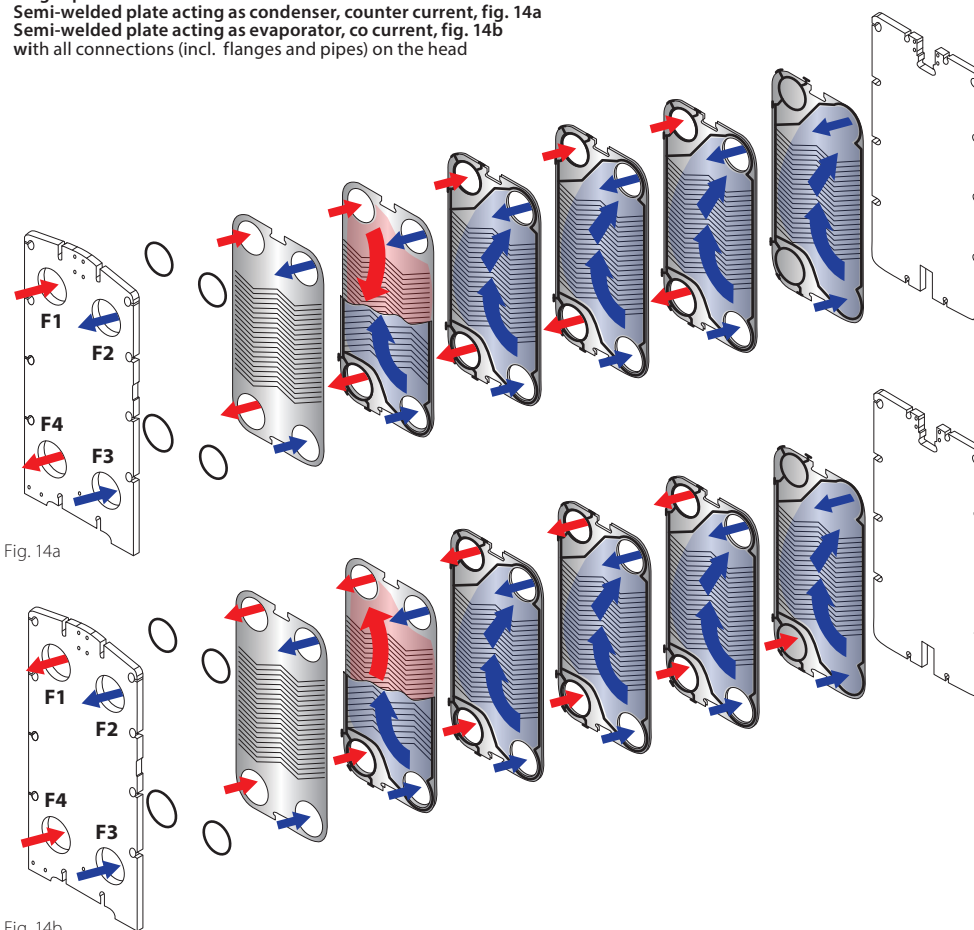 Semi-welded plate acting as condenser, counter current, fig. 14a
Semi-welded plate acting as evaporator, co current, fig. 14b
with all connections (incl. flanges and pipes) on the head
F1
F2
F4
F3
Fig. 14a
F1
F2
F4
F3
Fig. 14b